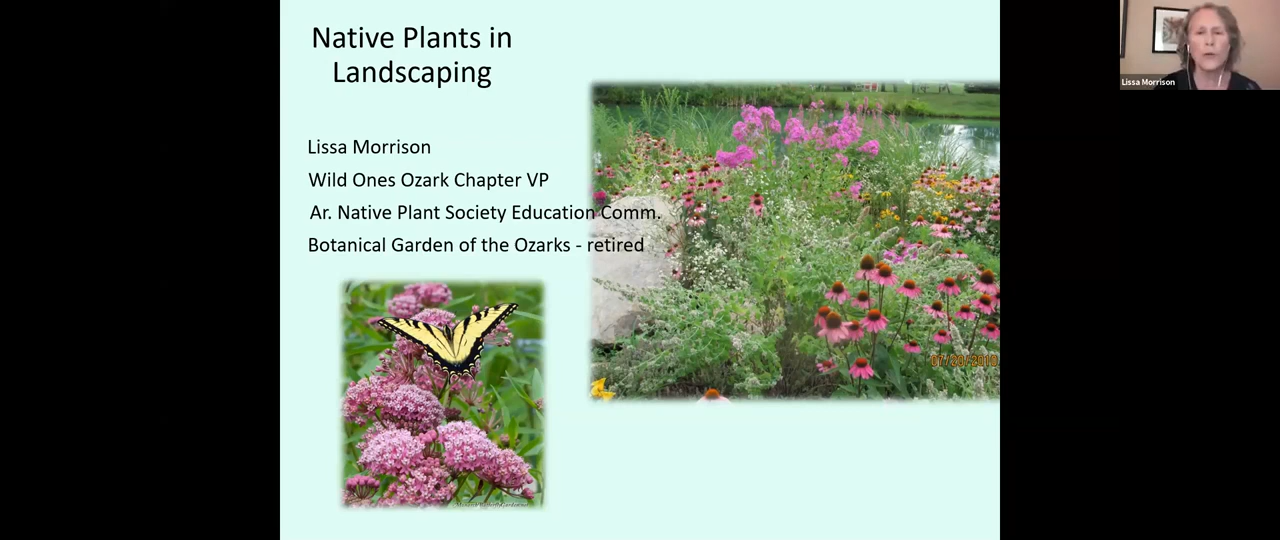 Native Plants in
Landscaping
Lissa Morrison
Wild Ones Ozark Chapter VP
Ar. Native Plant Society Education Comm.
Botanical Garden of the Ozarks - retired
07/20/2010
Lissa Morrison